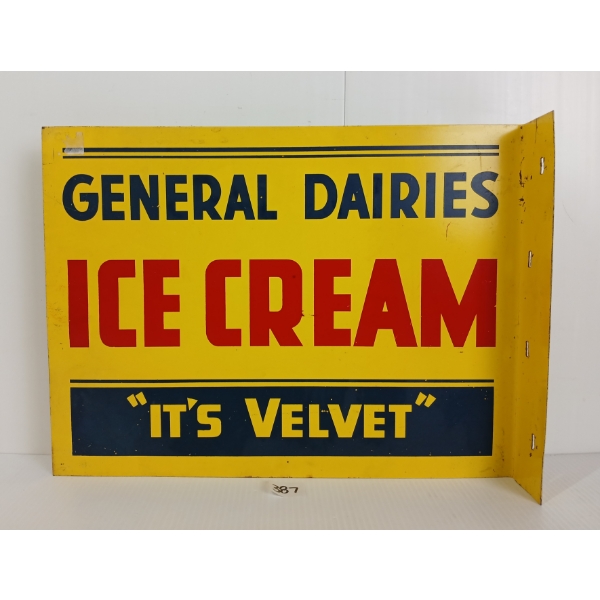 GENERAL DAIRIES
ICE CREAM
"IT'S VELVET"
387